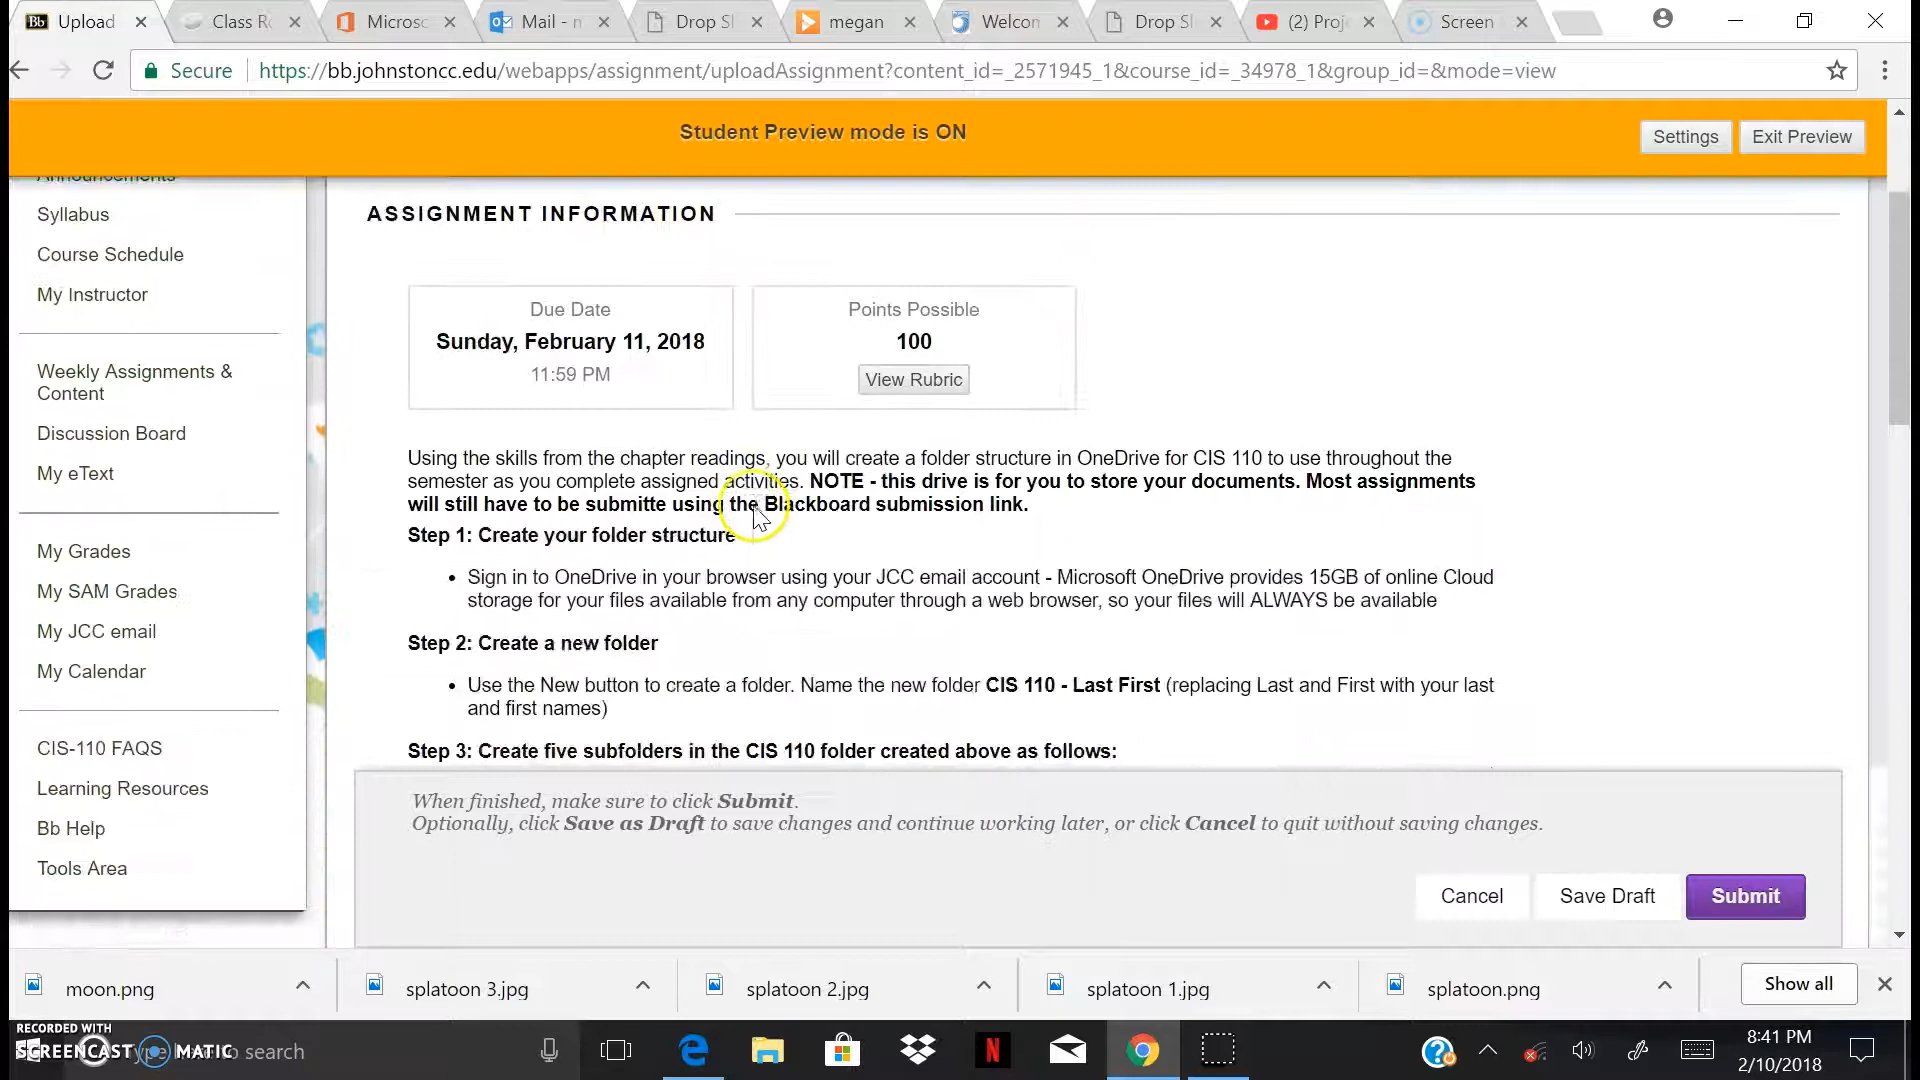 Upload
Class Ro
Microsc
Mail - n
Drop Sl
megan
Welcon
Drop Sl
(2) Proj
Screen
Secure
https://bb.johnstoncc.edu/webapps/assignment/uploadAssignment?content_id=_2571945_1&course_id=_34978_1&group_id=&mode=view
Student Preview mode is ON
Settings
Exit Preview
Announcements
Syllabus
Course Schedule
My Instructor
Weekly Assignments &
Content
Discussion Board
My eText
My Grades
My SAM Grades
My JCC email
My Calendar
CIS-110 FAQS
Learning Resources
Bb Help
Tools Area
ASSIGNMENT INFORMATION
Due Date
Sunday, February 11, 2018
11:59 PM
Points Possible
100
View Rubric
Using the skills from the chapter readings, you will create a folder structure in OneDrive for CIS 110 to use throughout the
semester as you complete assigned activities. NOTE - this drive is for you to store your documents. Most assignments
will still have to be submitte using the Blackboard submission link.
Step 1: Create your folder structure
• Sign in to OneDrive in your browser using your JCC email account - Microsoft OneDrive provides 15GB of online Cloud
storage for your files available from any computer through a web browser, so your files will ALWAYS be available
Step 2: Create a new folder
• Use the New button to create a folder. Name the new folder CIS 110 - Last First (replacing Last and First with your last
and first names)
Step 3: Create five subfolders in the CIS 110 folder created above as follows:
When finished, make sure to click Submit.
Optionally, click Save as Draft to save changes and continue working later, or click Cancel to quit without saving changes.
Cancel
Save Draft
Submit
moon.png
splatoon 3.jpg
splatoon 2.jpg
splatoon 1.jpg
splatoon.png
Show all
RECORDED WITH
SCREENCAST MATIC
Type here to search
8:41 PM
2/10/2018